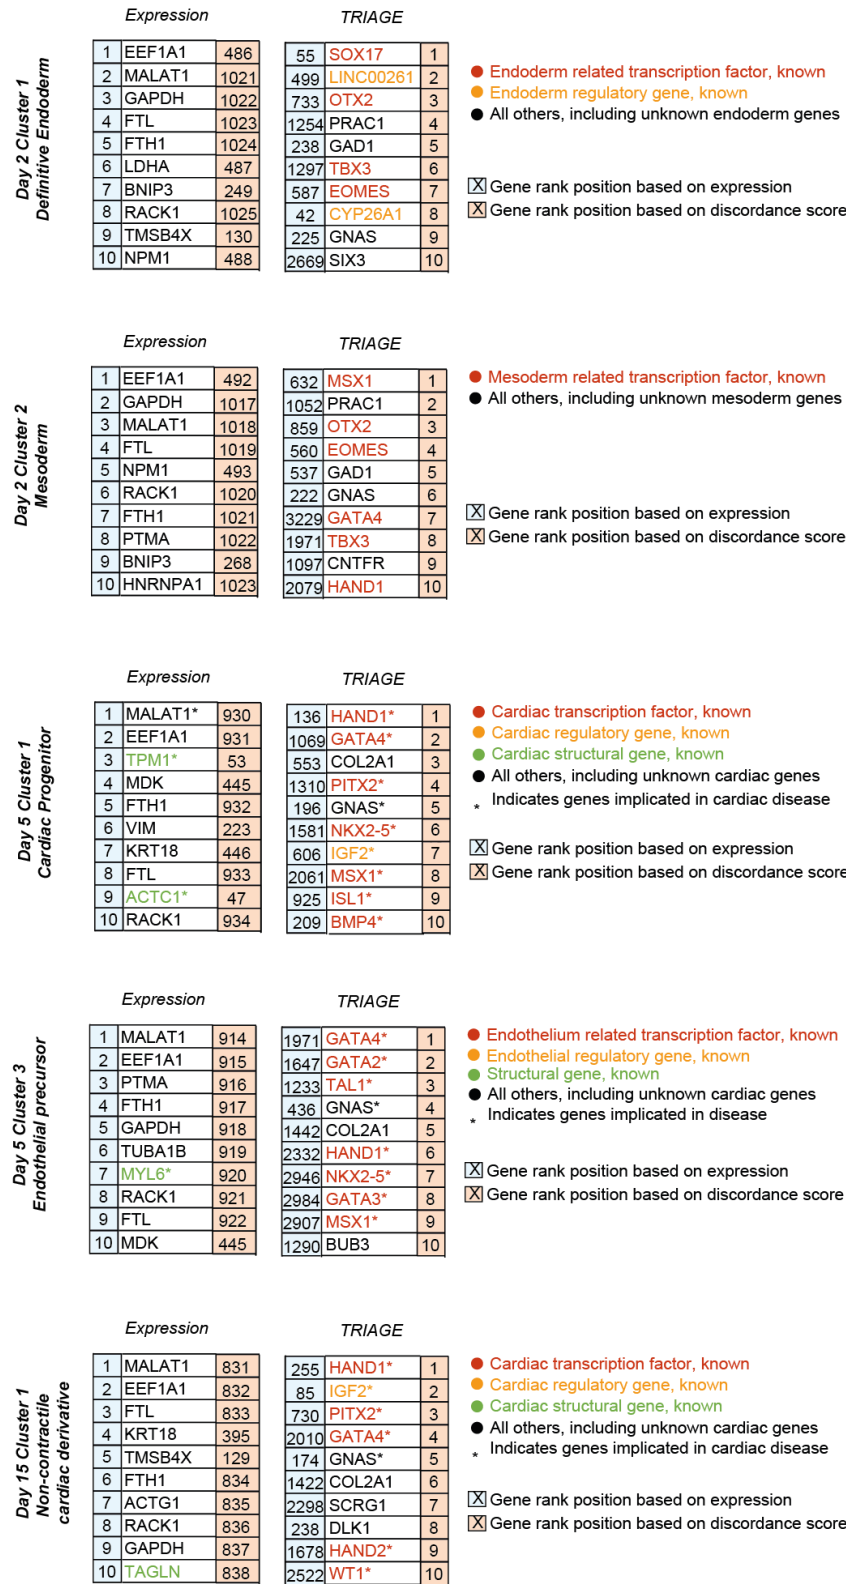 Day 2 Cluster 1
Definitive Endoderm
Expression
1 EEF1A1 486
2 MALAT1 1021
3 GAPDH 1022
4 FTL 1023
5 FTH1 1024
6 LDHA 487
7 BNIP3 249
8 RACK1 1025
9 TMSB4X 130
10 NPM1 488
TRIAGE
55 SOX17 1
499 LINC00261 2
733 OTX2 3
1254 PRAC1 4
238 GAD1 5
1297 TBX3 6
587 EOMES 7
42 CYP26A1 8
225 GNAS 9
2669 SIX3 10
Endoderm related transcription factor, known
Endoderm regulatory gene, known
All others, including unknown endoderm genes
X Gene rank position based on expression
X Gene rank position based on discordance score
Day 2 Cluster 2
Mesoderm
Expression
1 EEF1A1 492
2 GAPDH 1017
3 MALAT1 1018
4 FTL 1019
5 NPM1 493
6 RACK1 1020
7 FTH1 1021
8 PTMA 1022
9 BNIP3 268
10 HNRNPA1 1023
TRIAGE
632 MSX1 1
1052 PRAC1 2
859 OTX2 3
560 EOMES 4
537 GAD1 5
222 GNAS 6
3229 GATA4 7
1971 TBX3 8
1097 CNTFR 9
2079 HAND1 10
Mesoderm related transcription factor, known
All others, including unknown mesoderm genes
X Gene rank position based on expression
X Gene rank position based on discordance score
Day 5 Cluster 1
Cardiac Progenitor
Expression
1 MALAT1* 930
2 EEF1A1 931
3 TPM1* 53
4 MDK 445
5 FTH1 932
6 VIM 223
7 KRT18 446
8 FTL 933
9 ACTC1* 47
10 RACK1 934
TRIAGE
136 HAND1* 1
1069 GATA4* 2
553 COL2A1 3
1310 PITX2* 4
196 GNAS* 5
1581 NKX2-5* 6
606 IGF2* 7
2061 MSX1* 8
925 ISL1* 9
209 BMP4* 10
Cardiac transcription factor, known
Cardiac regulatory gene, known
Cardiac structural gene, known
All others, including unknown cardiac genes
* Indicates genes implicated in cardiac disease
X Gene rank position based on expression
X Gene rank position based on discordance score
Day 5 Cluster 3
Endothelial precursor
Expression
1 MALAT1 914
2 EEF1A1 915
3 PTMA 916
4 FTH1 917
5 GAPDH 918
6 TUBA1B 919
7 MYL6* 920
8 RACK1 921
9 FTL 922
10 MDK 445
TRIAGE
1971 GATA4* 1
1647 GATA2* 2
1233 TAL1* 3
436 GNAS* 4
1442 COL2A1 5
2332 HAND1* 6
2946 NKX2-5* 7
2984 GATA3* 8
2907 MSX1* 9
1290 BUB3 10
Endothelium related transcription factor, known
Endothelial regulatory gene, known
Structural gene, known
All others, including unknown cardiac genes
* Indicates genes implicated in disease
X Gene rank position based on expression
X Gene rank position based on discordance score
Day 15 Cluster 1
Non-contractile
cardiac derivative
Expression
1 MALAT1 831
2 EEF1A1 832
3 FTL 833
4 KRT18 395
5 TMSB4X 129
6 FTH1 834
7 ACTG1 835
8 RACK1 836
9 GAPDH 837
10 TAGLN 838
TRIAGE
255 HAND1* 1
85 IGF2* 2
730 PITX2* 3
2010 GATA4* 4
174 GNAS* 5
1422 COL2A1 6
2298 SCRG1 7
238 DLK1 8
1678 HAND2* 9
2522 WT1* 10
Cardiac transcription factor, known
Cardiac regulatory gene, known
Cardiac structural gene, known
All others, including unknown cardiac genes
* Indicates genes implicated in cardiac disease
X Gene rank position based on expression
X Gene rank position based on discordance score